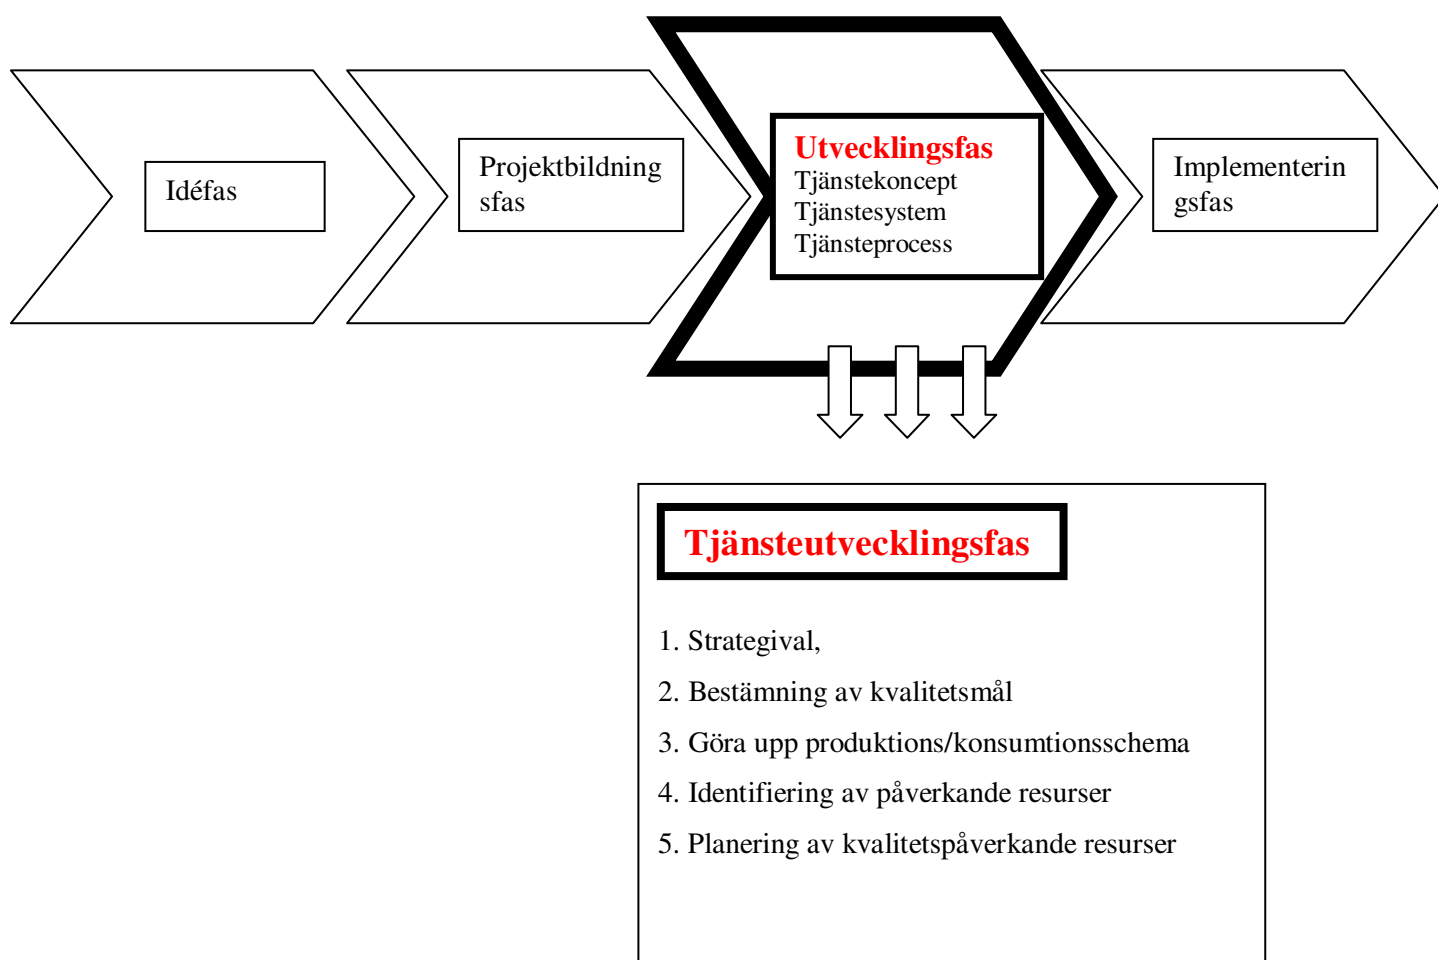 Idéfas
Projektbildning
sfas
Utvecklingsfas
Tjänstekoncept
Tjänstesystem
Tjänsteprocess
Implementerin
gsfas
Tjänsteutvecklingsfas
1. Strategival,
2. Bestämning av kvalitetsmål
3. Göra upp produktions/konsumtionsschema
4. Identifiering av påverkande resurser
5. Planering av kvalitetspåverkande resurser